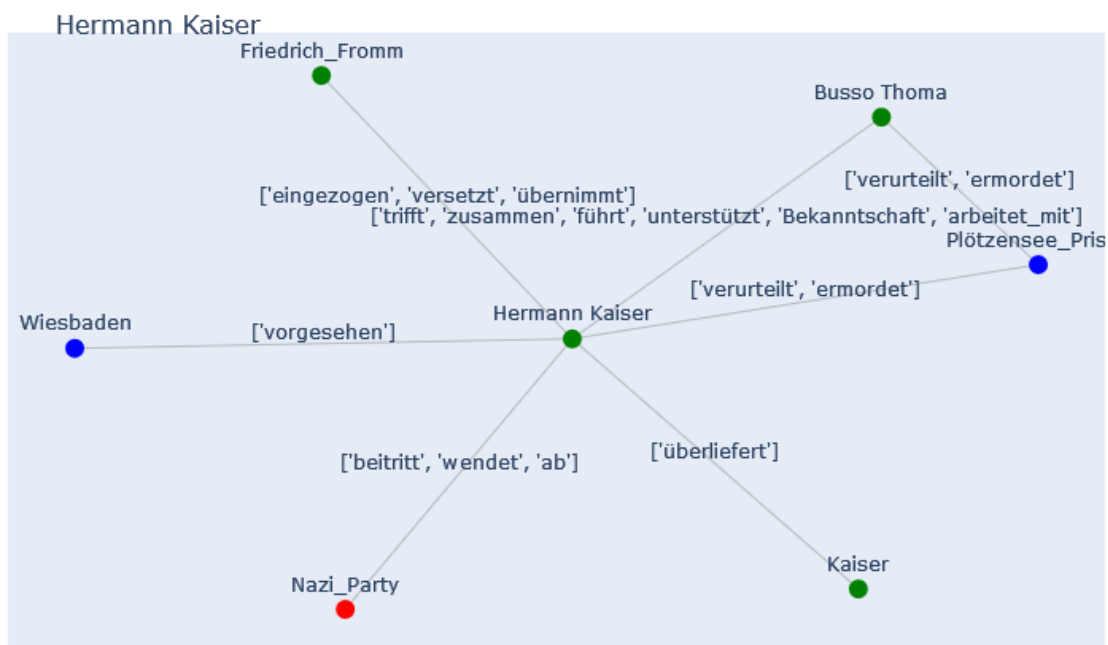 Hermann Kaiser
Friedrich_Fromm
Busso Thoma
['verurteilt', 'ermordet']
['eingezogen', 'versetzt', 'übernimmt']
['trifft', 'zusammen', 'führt', 'unterstützt', 'Bekanntschaft', 'arbeitet_mit']
Plötzensee_Pris
['verurteilt', 'ermordet']
Hermann Kaiser
Wiesbaden
['vorgesehen']
['überliefert']
['beitritt', 'wendet', 'ab']
Kaiser
Nazi_Party